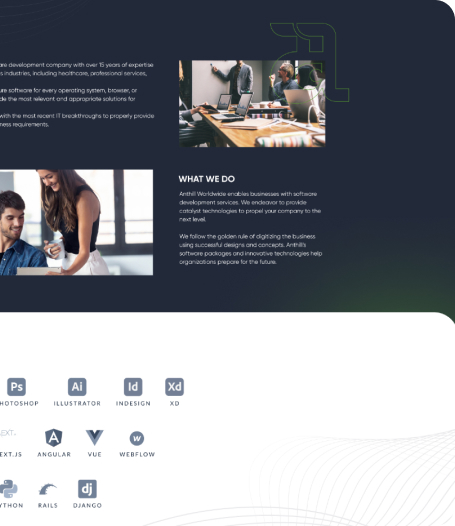 are development company with over 15 years of expertise
s industries, including healthcare, professional services,
ure software for every operating system, browser, or
de the most relevant and appropriate solutions for
with the most recent IT breakthroughs to properly provide
ness requirements.
WHAT WE DO
Anthill Worldwide enables businesses with software
development services. We endeavor to provide
catalyst technologies to propel your company to the
next level.
We follow the golden rule of digitizing the business
using successful designs and concepts. Anthill's
software packages and innovative technologies help
organizations prepare for the future.
Ps Ai Id Xd
HOTOSHOP ILLUSTRATOR INDESIGN XD
EXT.
W
EXT.JS ANGULAR VUE WEBFLOW
dj
YTHON RAILS DJANGO